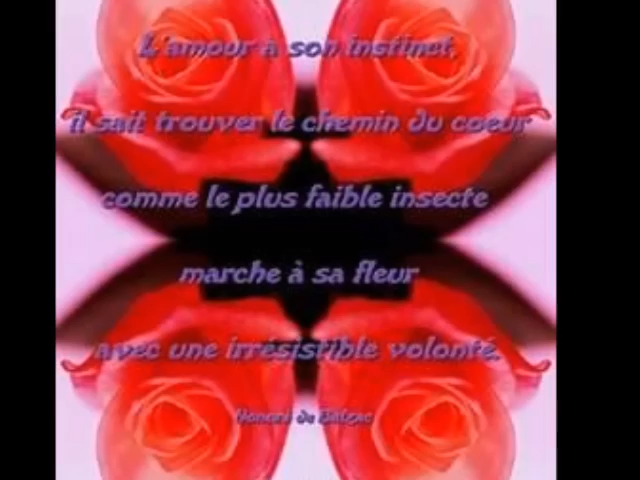 L'amour a son instinct,
il sait trouver le chemin du coeur
comme le plus faible insecte
marche à sa fleur
avec une irrésistible volonté.
Honoré de Balzac